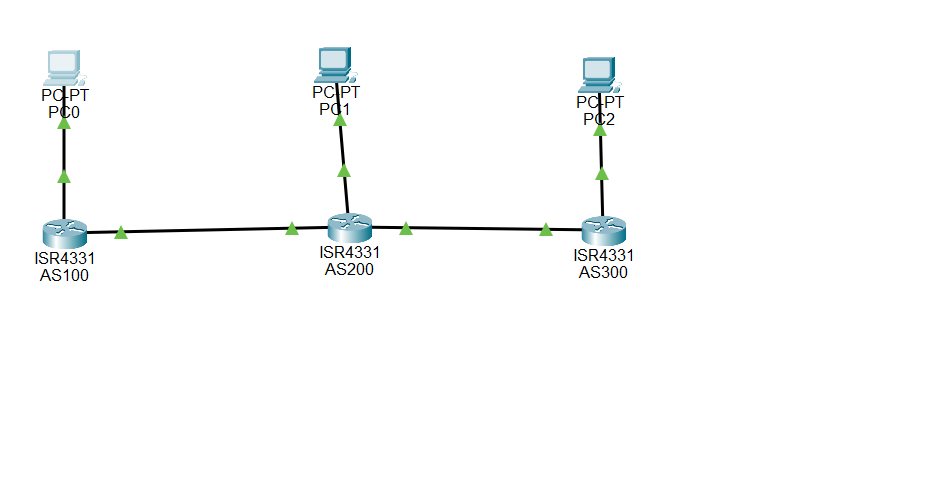 PC-PT
PC0
PC-PT
PC1
PC-PT
PC2
ISR4331
AS100
ISR4331
AS200
ISR4331
AS300